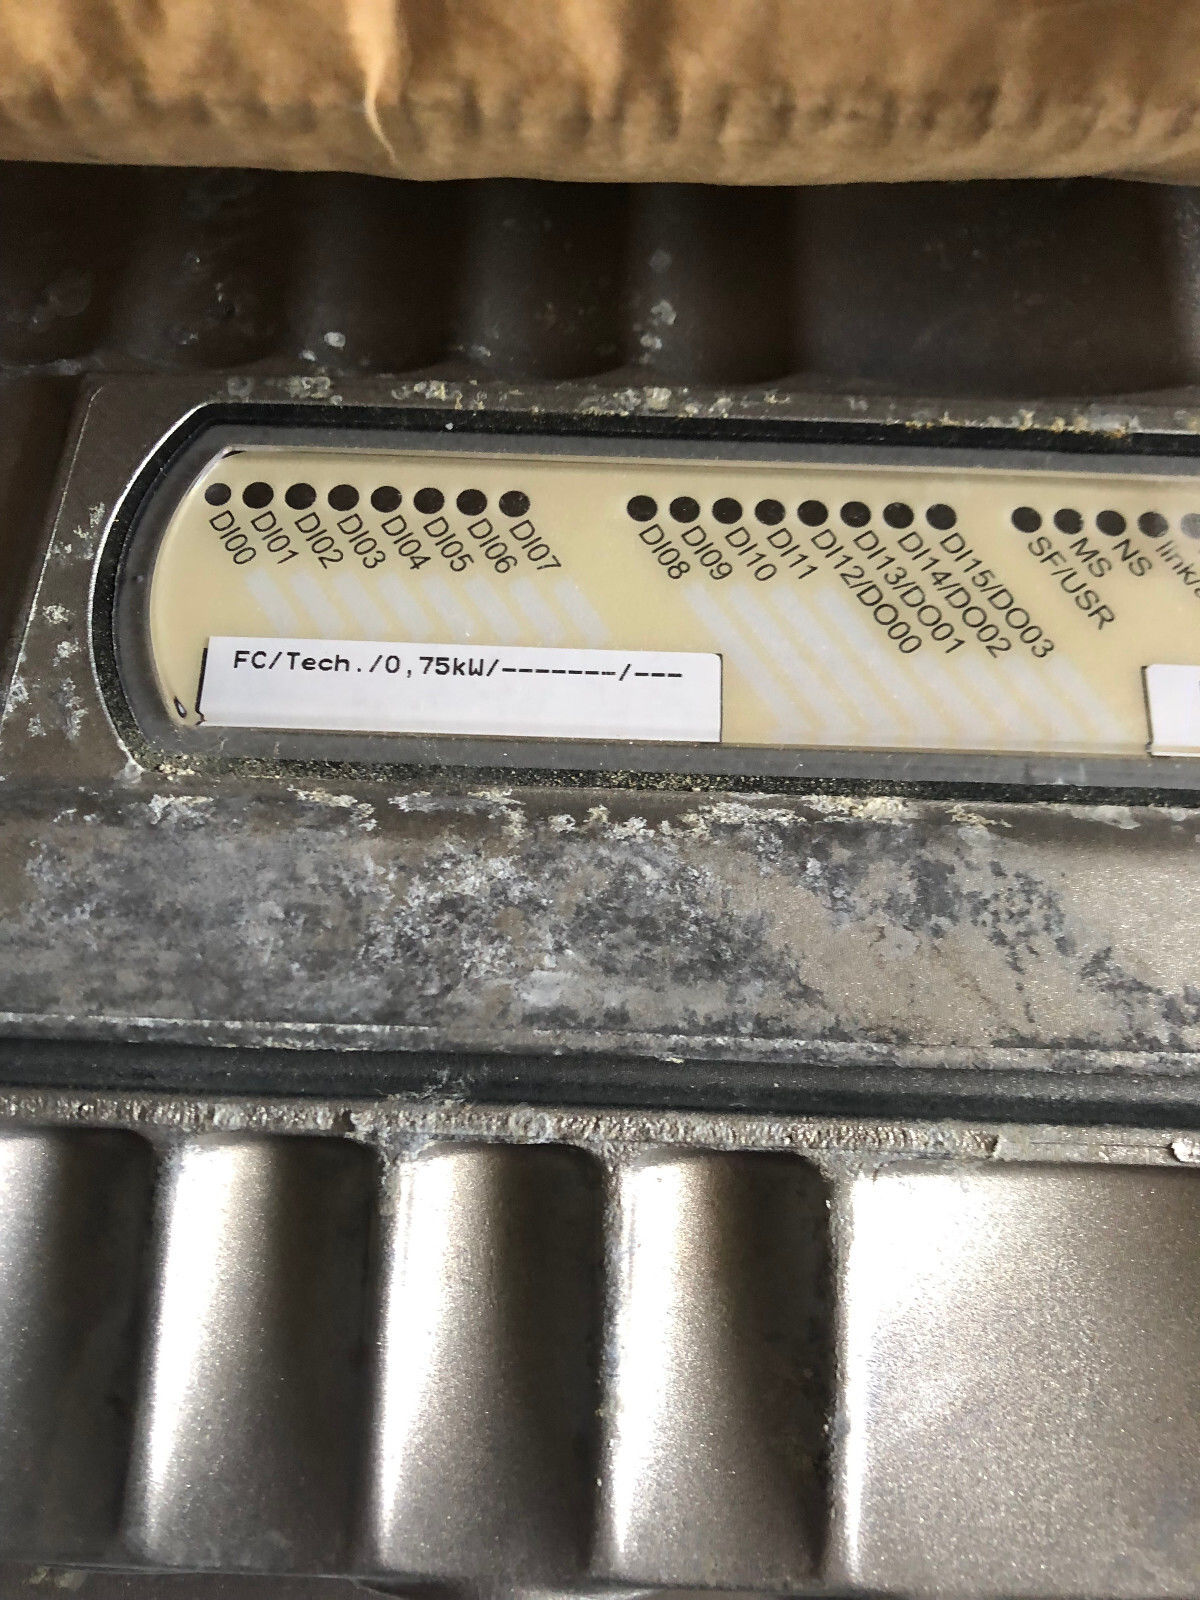 DI00
DI01
DI02
DI03
DI04
DI05
DI06
DI07
DI08
DI09
DI10
DI11
DI12/DO00
DI13/DO01
DI14/DO02
DI15/DO03
SF/USR
MS
NS
FC/Tech./0,75kW/-------/---